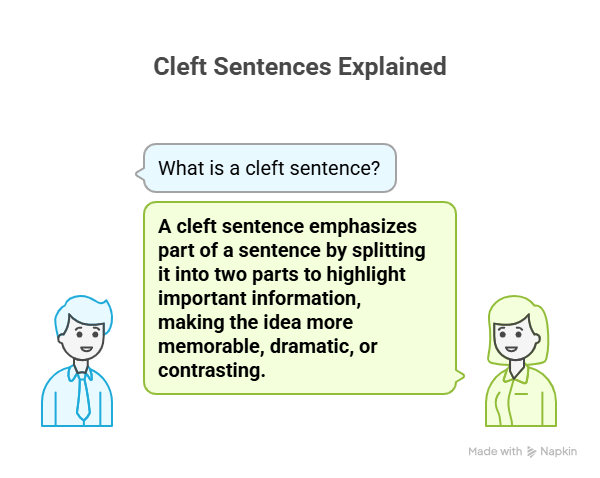 Cleft Sentences Explained
What is a cleft sentence?
A cleft sentence emphasizes
part of a sentence by splitting
it into two parts to highlight
important information,
making the idea more
memorable, dramatic, or
contrasting.
Made with Napkin